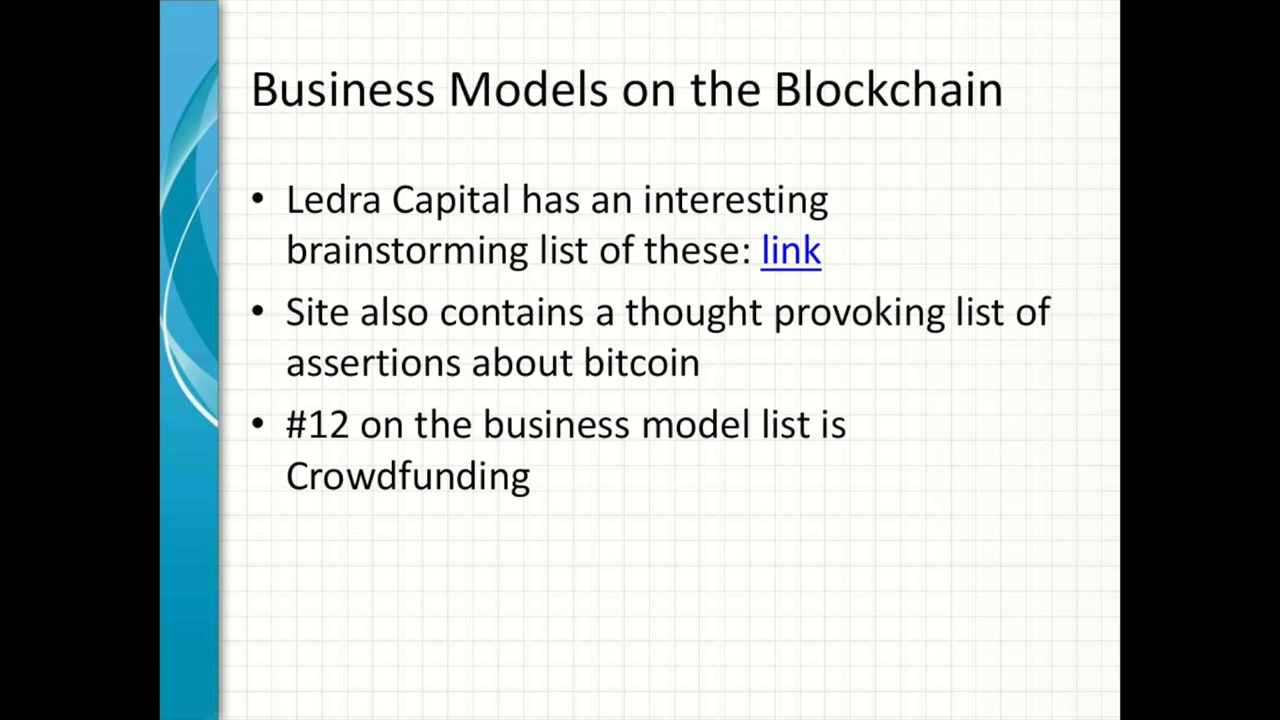 Business Models on the Blockchain
• Ledra Capital has an interesting
brainstorming list of these: link
• Site also contains a thought provoking list of
assertions about bitcoin
• #12 on the business model list is
Crowdfunding